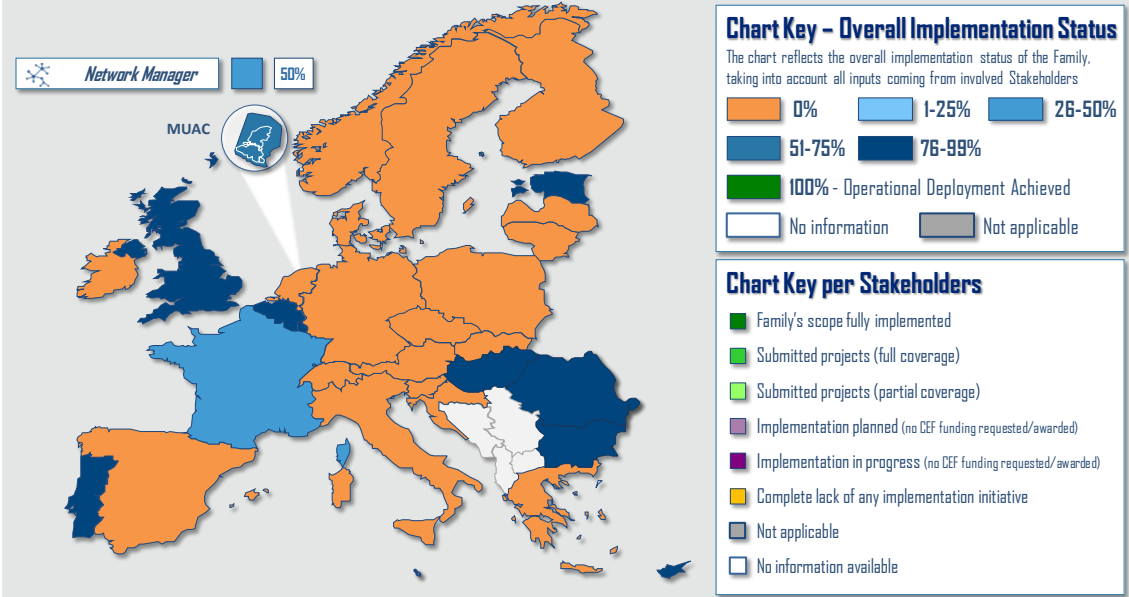 Network Manager
50%
MUAC
Chart Key – Overall Implementation Status
The chart reflects the overall implementation status of the Family,
taking into account all inputs coming from involved Stakeholders
0%
1-25%
26-50%
51-75%
76-99%
100% - Operational Deployment Achieved
No information
Not applicable
Chart Key per Stakeholders
Family's scope fully implemented
Submitted projects (full coverage)
Submitted projects (partial coverage)
Implementation planned (no CEF funding requested/awarded)
Implementation in progress (no CEF funding requested/awarded)
Complete lack of any implementation initiative
Not applicable
No information available